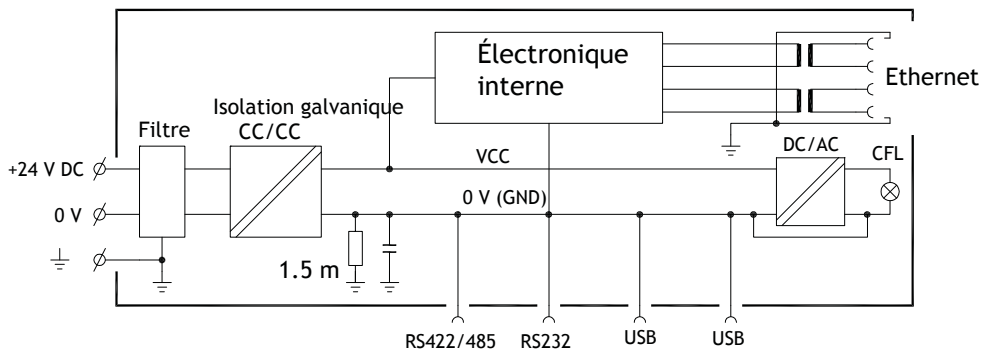 Électronique
interne
Ethernet
Isolation galvanique
CC/CC
Filtre
DC/AC
CFL
+24 V DC
VCC
0 V
0 V (GND)
1.5 m
RS422/485
RS232
USB
USB